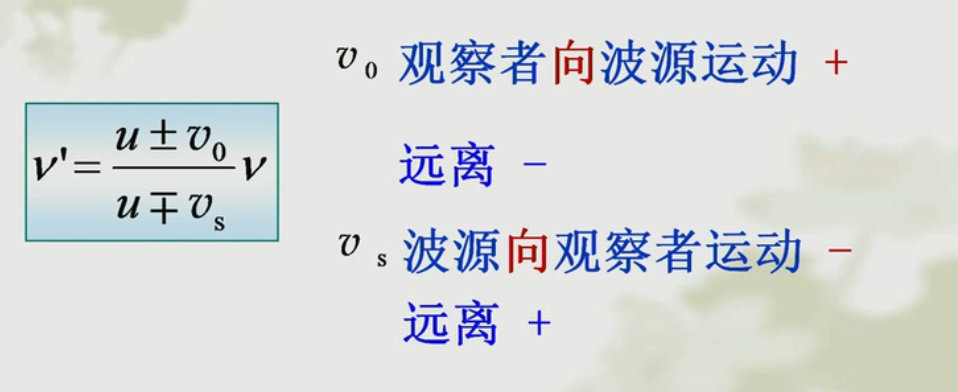 v₀ 观察者向波源运动 +
ν'= (u ± v₀)/(u ∓ vₛ) ν
远离 −
vₛ 波源向观察者运动 −
远离 +